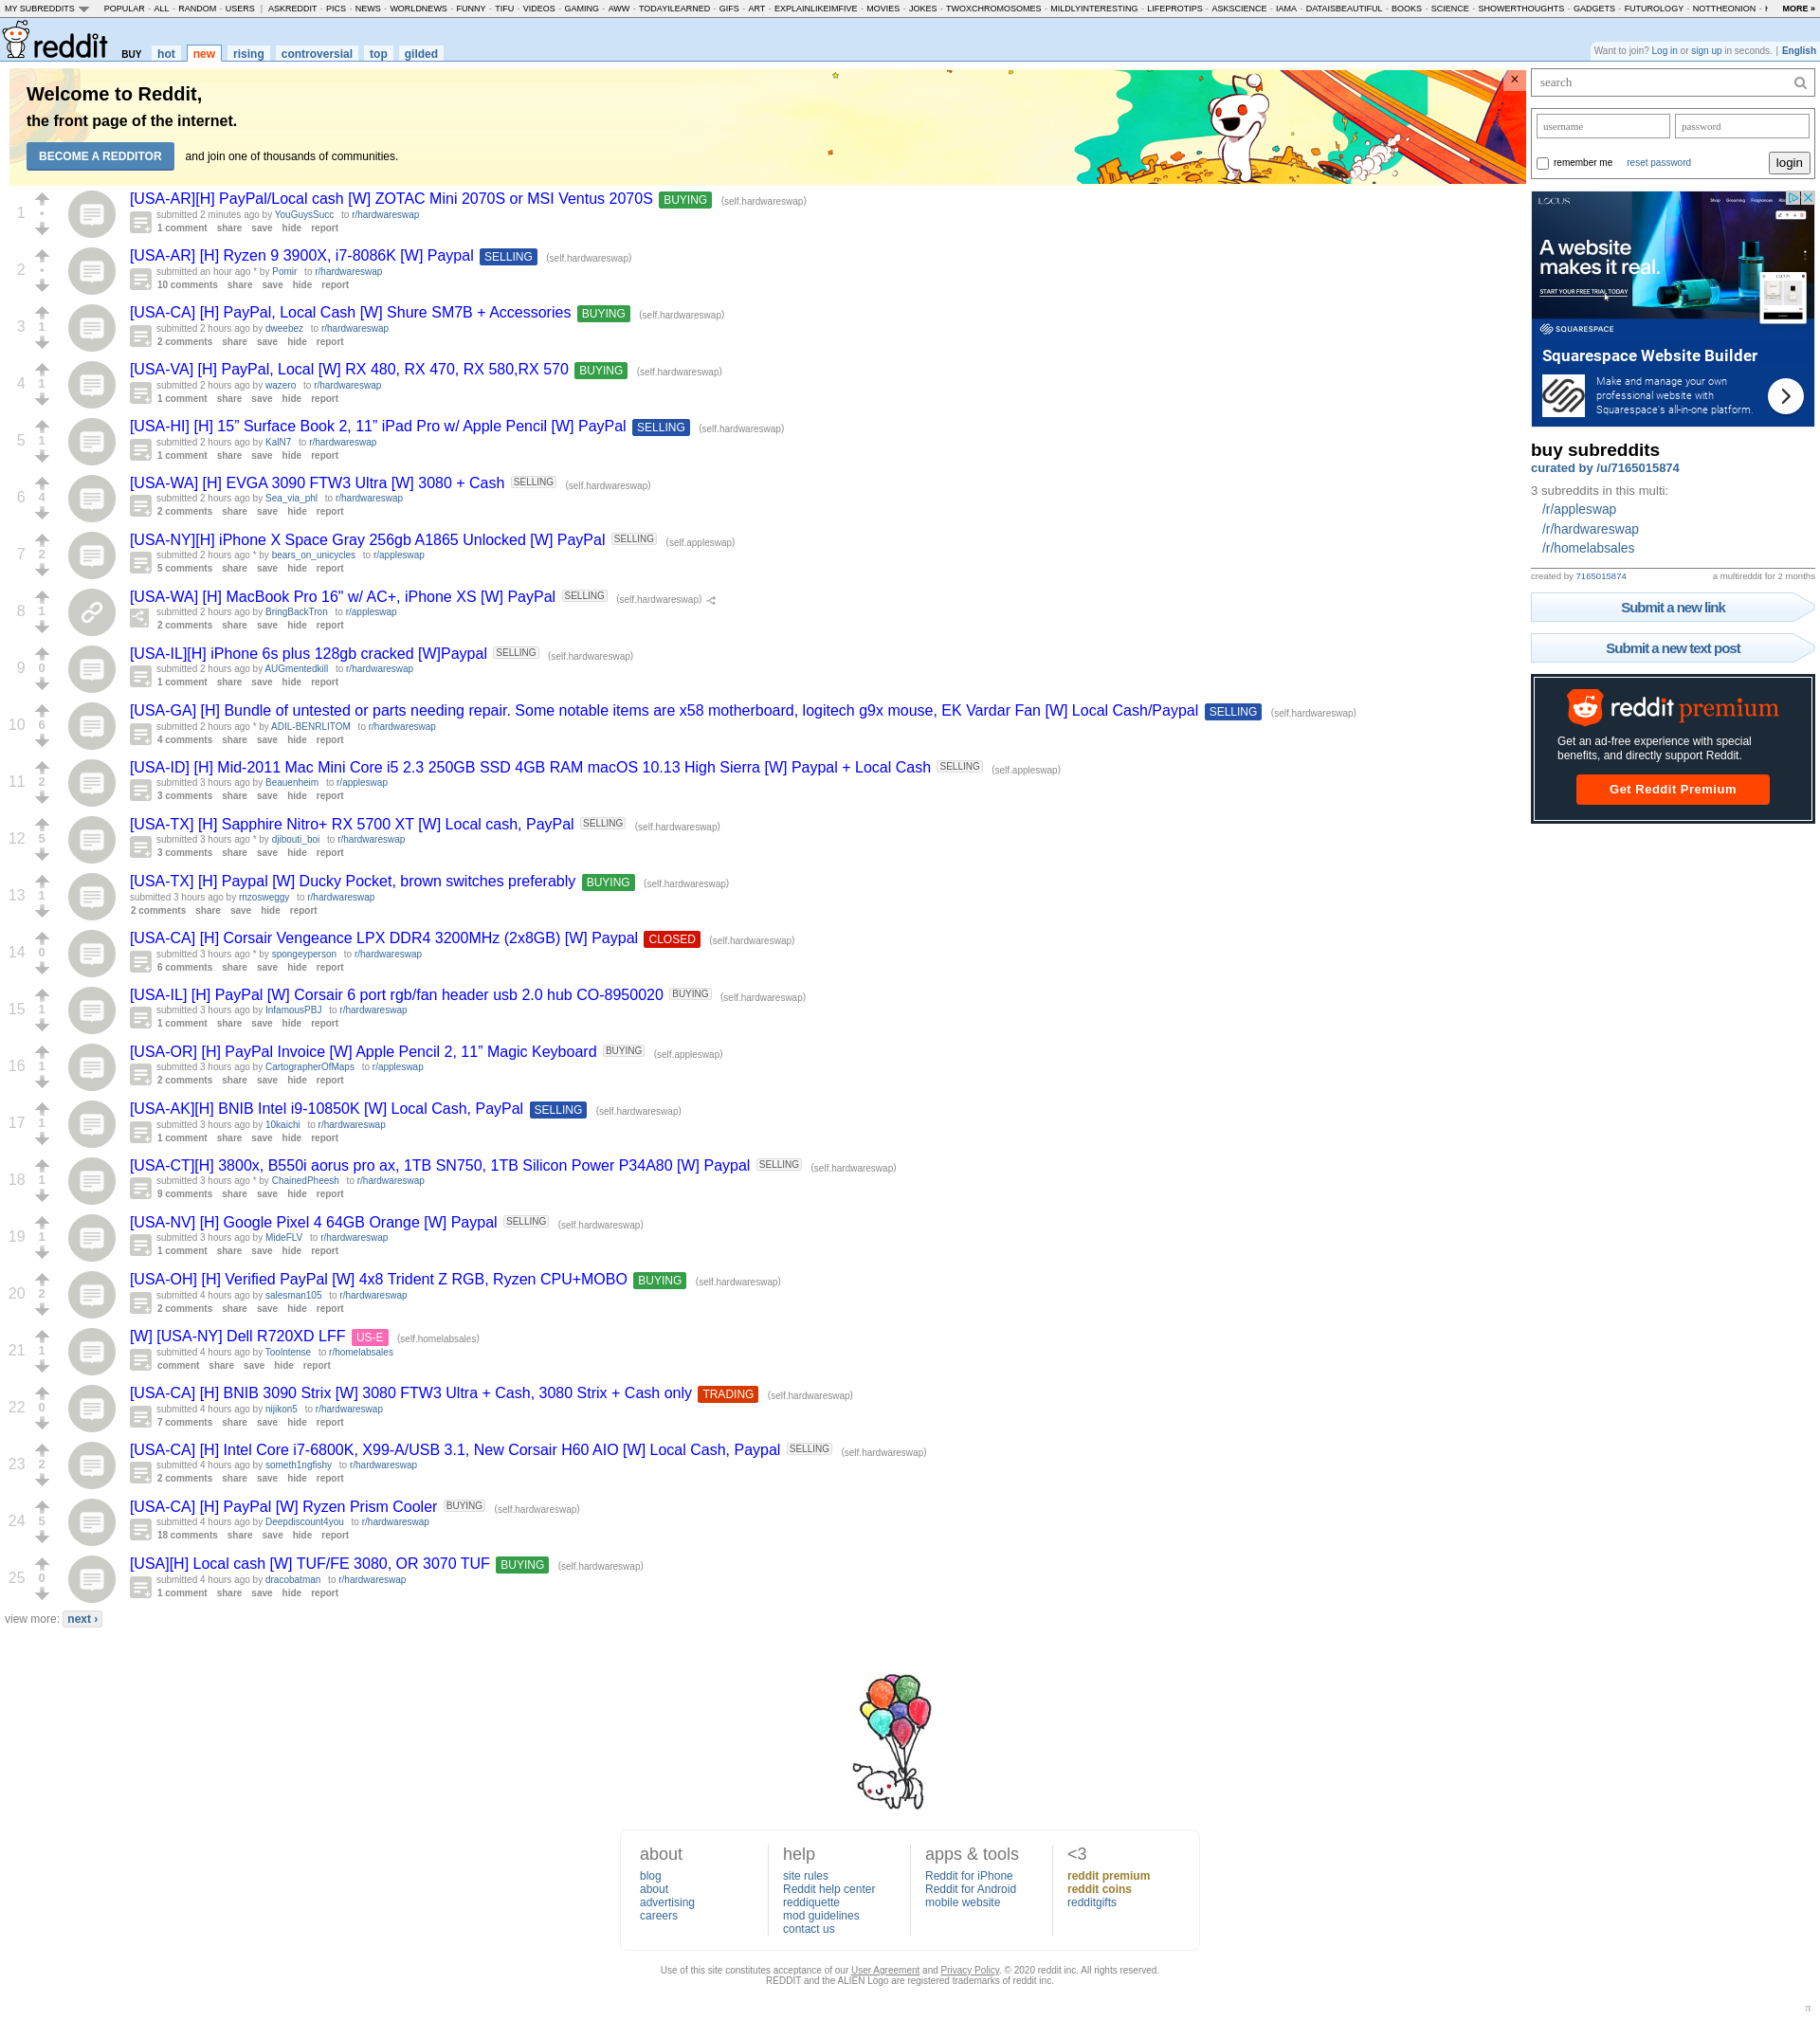 MY SUBREDDITS POPULAR - ALL - RANDOM - USERS | ASKREDDIT - PICS - NEWS - WORLDNEWS - FUNNY - TIFU - VIDEOS - GAMING - AWW - TODAYILEARNED - GIFS - ART - EXPLAINLIKEIMFIVE - MOVIES - JOKES - TWOXCHROMOSOMES - MILDLYINTERESTING - LIFEPROTIPS - ASKSCIENCE - IAMA - DATAISBEAUTIFUL - BOOKS - SCIENCE - SHOWERTHOUGHTS - GADGETS - FUTUROLOGY - NOTTHEONION - MORE »
reddit BUY hot new rising controversial top gilded
Want to join? Log in or sign up in seconds. | English
Welcome to Reddit,
the front page of the internet.
BECOME A REDDITOR and join one of thousands of communities.
×
search
username password
remember me reset password login
1 [USA-AR][H] PayPal/Local cash [W] ZOTAC Mini 2070S or MSI Ventus 2070S BUYING (self.hardwareswap)
•
submitted 2 minutes ago by YouGuysSucc to r/hardwareswap
1 comment share save hide report
2 [USA-AR] [H] Ryzen 9 3900X, i7-8086K [W] Paypal SELLING (self.hardwareswap)
•
submitted an hour ago * by Pomir to r/hardwareswap
10 comments share save hide report
3 [USA-CA] [H] PayPal, Local Cash [W] Shure SM7B + Accessories BUYING (self.hardwareswap)
1 submitted 2 hours ago by dweebez to r/hardwareswap
2 comments share save hide report
4 [USA-VA] [H] PayPal, Local [W] RX 480, RX 470, RX 580,RX 570 BUYING (self.hardwareswap)
1 submitted 2 hours ago by wazero to r/hardwareswap
1 comment share save hide report
5 [USA-HI] [H] 15” Surface Book 2, 11” iPad Pro w/ Apple Pencil [W] PayPal SELLING (self.hardwareswap)
1 submitted 2 hours ago by KalN7 to r/hardwareswap
1 comment share save hide report
6 [USA-WA] [H] EVGA 3090 FTW3 Ultra [W] 3080 + Cash SELLING (self.hardwareswap)
4 submitted 2 hours ago by Sea_via_phl to r/hardwareswap
2 comments share save hide report
7 [USA-NY][H] iPhone X Space Gray 256gb A1865 Unlocked [W] PayPal SELLING (self.appleswap)
2 submitted 2 hours ago * by bears_on_unicycles to r/appleswap
5 comments share save hide report
8 [USA-WA] [H] MacBook Pro 16" w/ AC+, iPhone XS [W] PayPal SELLING (self.hardwareswap)
1 submitted 2 hours ago by BringBackTron to r/appleswap
2 comments share save hide report
9 [USA-IL][H] iPhone 6s plus 128gb cracked [W]Paypal SELLING (self.hardwareswap)
0 submitted 2 hours ago by AUGmentedkill to r/hardwareswap
1 comment share save hide report
10 [USA-GA] [H] Bundle of untested or parts needing repair. Some notable items are x58 motherboard, logitech g9x mouse, EK Vardar Fan [W] Local Cash/Paypal SELLING (self.hardwareswap)
6 submitted 2 hours ago * by ADIL-BENRLITOM to r/hardwareswap
4 comments share save hide report
11 [USA-ID] [H] Mid-2011 Mac Mini Core i5 2.3 250GB SSD 4GB RAM macOS 10.13 High Sierra [W] Paypal + Local Cash SELLING (self.appleswap)
2 submitted 3 hours ago by Beauenheim to r/appleswap
3 comments share save hide report
12 [USA-TX] [H] Sapphire Nitro+ RX 5700 XT [W] Local cash, PayPal SELLING (self.hardwareswap)
5 submitted 3 hours ago * by djibouti_boi to r/hardwareswap
3 comments share save hide report
13 [USA-TX] [H] Paypal [W] Ducky Pocket, brown switches preferably BUYING (self.hardwareswap)
1 submitted 3 hours ago by rnzosweggy to r/hardwareswap
2 comments share save hide report
14 [USA-CA] [H] Corsair Vengeance LPX DDR4 3200MHz (2x8GB) [W] Paypal CLOSED (self.hardwareswap)
0 submitted 3 hours ago * by spongeyperson to r/hardwareswap
6 comments share save hide report
15 [USA-IL] [H] PayPal [W] Corsair 6 port rgb/fan header usb 2.0 hub CO-8950020 BUYING (self.hardwareswap)
1 submitted 3 hours ago by InfamousPBJ to r/hardwareswap
1 comment share save hide report
16 [USA-OR] [H] PayPal Invoice [W] Apple Pencil 2, 11” Magic Keyboard BUYING (self.appleswap)
1 submitted 3 hours ago by CartographerOfMaps to r/appleswap
2 comments share save hide report
17 [USA-AK][H] BNIB Intel i9-10850K [W] Local Cash, PayPal SELLING (self.hardwareswap)
1 submitted 3 hours ago by 10kaichi to r/hardwareswap
1 comment share save hide report
18 [USA-CT][H] 3800x, B550i aorus pro ax, 1TB SN750, 1TB Silicon Power P34A80 [W] Paypal SELLING (self.hardwareswap)
1 submitted 3 hours ago * by ChainedPheesh to r/hardwareswap
9 comments share save hide report
19 [USA-NV] [H] Google Pixel 4 64GB Orange [W] Paypal SELLING (self.hardwareswap)
1 submitted 3 hours ago by MideFLV to r/hardwareswap
1 comment share save hide report
20 [USA-OH] [H] Verified PayPal [W] 4x8 Trident Z RGB, Ryzen CPU+MOBO BUYING (self.hardwareswap)
2 submitted 4 hours ago by salesman105 to r/hardwareswap
2 comments share save hide report
21 [W] [USA-NY] Dell R720XD LFF US-E (self.homelabsales)
1 submitted 4 hours ago by Toolntense to r/homelabsales
comment share save hide report
22 [USA-CA] [H] BNIB 3090 Strix [W] 3080 FTW3 Ultra + Cash, 3080 Strix + Cash only TRADING (self.hardwareswap)
0 submitted 4 hours ago by nijikon5 to r/hardwareswap
7 comments share save hide report
23 [USA-CA] [H] Intel Core i7-6800K, X99-A/USB 3.1, New Corsair H60 AIO [W] Local Cash, Paypal SELLING (self.hardwareswap)
2 submitted 4 hours ago by someth1ngfishy to r/hardwareswap
2 comments share save hide report
24 [USA-CA] [H] PayPal [W] Ryzen Prism Cooler BUYING (self.hardwareswap)
5 submitted 4 hours ago by Deepdiscount4you to r/hardwareswap
18 comments share save hide report
25 [USA][H] Local cash [W] TUF/FE 3080, OR 3070 TUF BUYING (self.hardwareswap)
0 submitted 4 hours ago by dracobatman to r/hardwareswap
1 comment share save hide report
view more: next ›
LOCUS
Shop Grooming Fragrances
A website
makes it real.
START YOUR FREE TRIAL TODAY
SQUARESPACE
Squarespace Website Builder
Make and manage your own
professional website with
Squarespace's all-in-one platform.
buy subreddits
curated by /u/7165015874
3 subreddits in this multi:
/r/appleswap
/r/hardwareswap
/r/homelabsales
created by 7165015874 a multireddit for 2 months
Submit a new link
Submit a new text post
reddit premium
Get an ad-free experience with special
benefits, and directly support Reddit.
Get Reddit Premium
about help apps & tools <3
blog site rules Reddit for iPhone reddit premium
about Reddit help center Reddit for Android reddit coins
advertising reddiquette mobile website redditgifts
careers mod guidelines
contact us
Use of this site constitutes acceptance of our User Agreement and Privacy Policy. © 2020 reddit inc. All rights reserved.
REDDIT and the ALIEN Logo are registered trademarks of reddit inc.
π